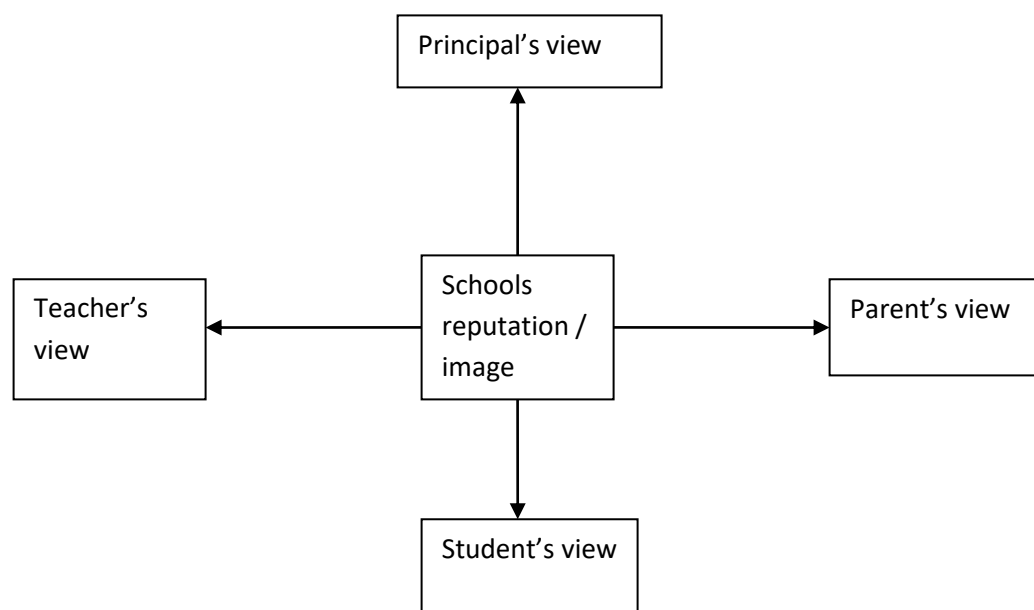 Principal’s view
Teacher’s
view
Schools
reputation /
image
Parent’s view
Student’s view